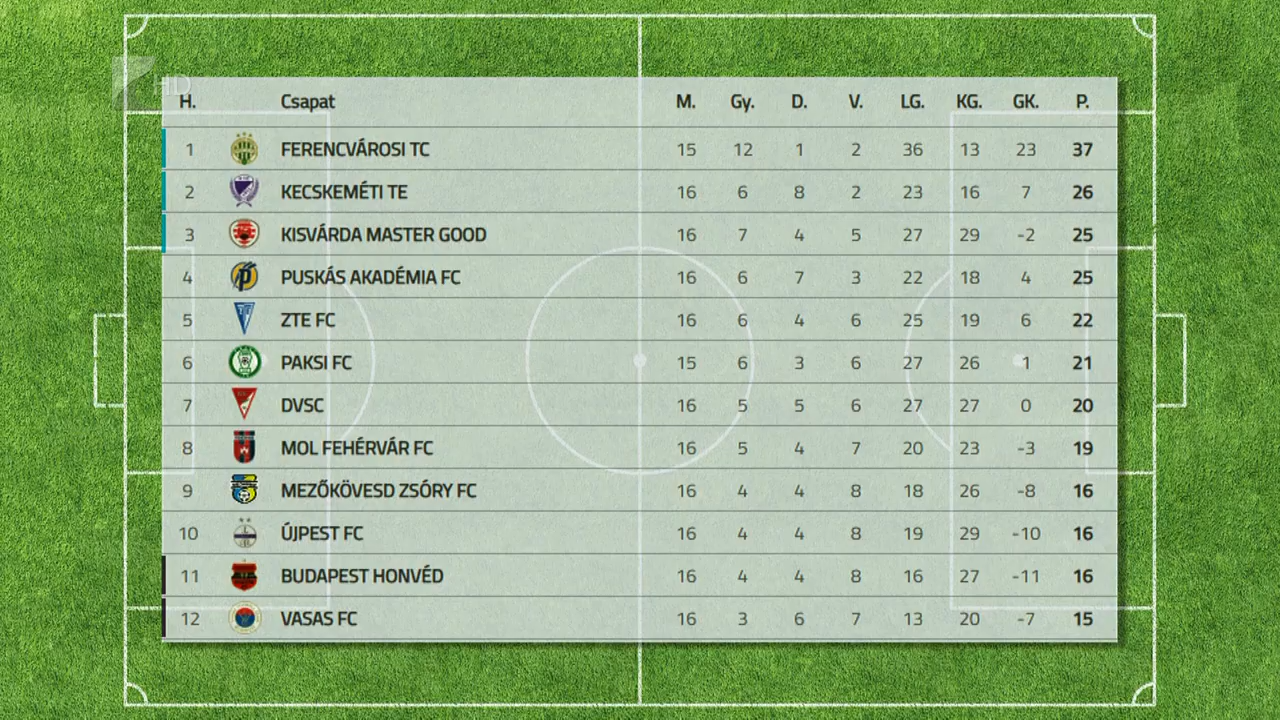 HD
H. Csapat M. Gy. D. V. LG. KG. GK. P.
1 FERENCVÁROSI TC 15 12 1 2 36 13 23 37
2 KECSKEMÉTI TE 16 6 8 2 23 16 7 26
3 KISVÁRDA MASTER GOOD 16 7 4 5 27 29 -2 25
4 PUSKÁS AKADÉMIA FC 16 6 7 3 22 18 4 25
5 ZTE FC 16 6 4 6 25 19 6 22
6 PAKSI FC 15 6 3 6 27 26 1 21
7 DVSC 16 5 5 6 27 27 0 20
8 MOL FEHÉRVÁR FC 16 5 4 7 20 23 -3 19
9 MEZŐKÖVESD ZSÓRY FC 16 4 4 8 18 26 -8 16
10 ÚJPEST FC 16 4 4 8 19 29 -10 16
11 BUDAPEST HONVÉD 16 4 4 8 16 27 -11 16
12 VASAS FC 16 3 6 7 13 20 -7 15